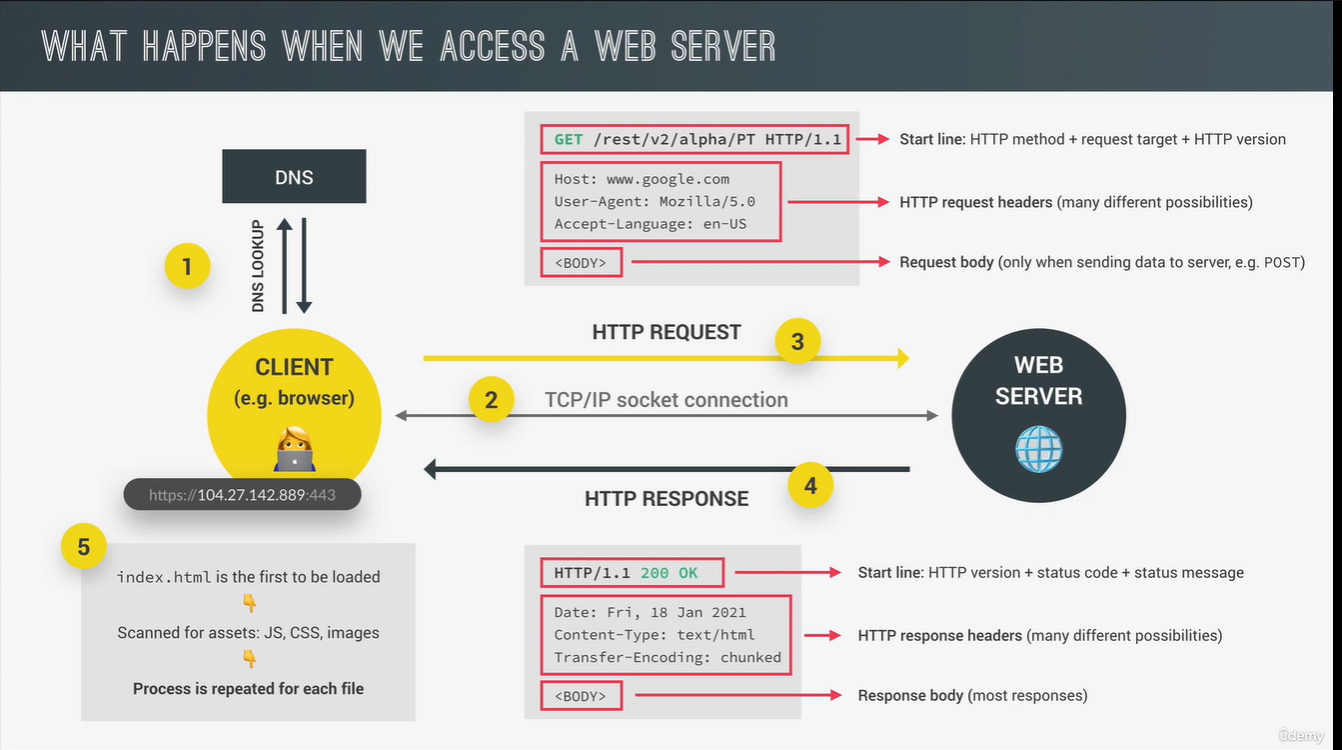 WHAT HAPPENS WHEN WE ACCESS A WEB SERVER
DNS
DNS LOOKUP
1
CLIENT
(e.g. browser)
https://104.27.142.889:443
GET /rest/v2/alpha/PT HTTP/1.1
Start line: HTTP method + request target + HTTP version
Host: www.google.com
User-Agent: Mozilla/5.0
Accept-Language: en-US
HTTP request headers (many different possibilities)
<BODY>
Request body (only when sending data to server, e.g. POST)
HTTP REQUEST
3
2
TCP/IP socket connection
4
HTTP RESPONSE
WEB
SERVER
5
index.html is the first to be loaded
Scanned for assets: JS, CSS, images
Process is repeated for each file
HTTP/1.1 200 OK
Start line: HTTP version + status code + status message
Date: Fri, 18 Jan 2021
Content-Type: text/html
Transfer-Encoding: chunked
HTTP response headers (many different possibilities)
<BODY>
Response body (most responses)
ûdemy